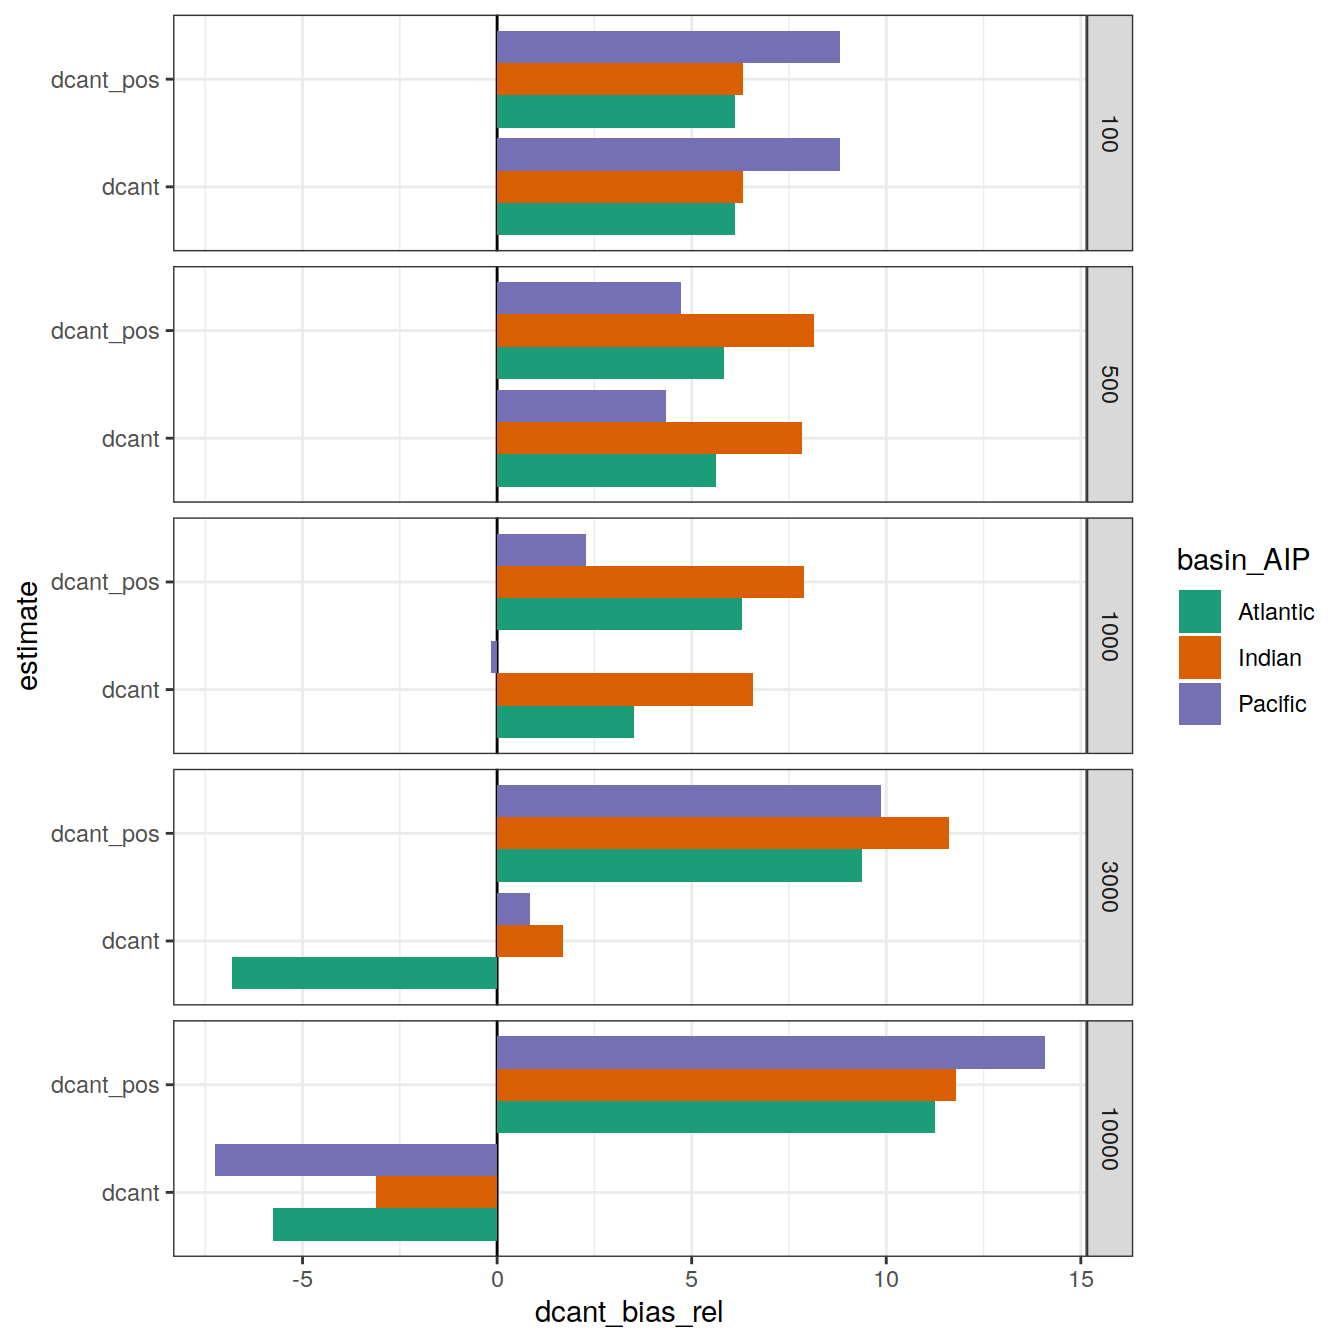 dcant_pos
dcant
100
dcant_pos
dcant
500
dcant_pos
dcant
1000
dcant_pos
dcant
3000
dcant_pos
dcant
10000
estimate
-5 0 5 10 15
dcant_bias_rel
basin_AIP
Atlantic
Indian
Pacific